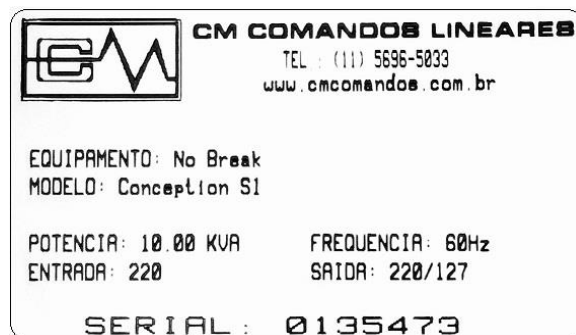 CM
CM COMANDOS LINEARES
TEL : (11) 5696-5033
www.cmcomandos.com.br
EQUIPAMENTO: No Break
MODELO: Conception S1
POTENCIA: 10.00 KVA FREQUENCIA: 60Hz
ENTRADA: 220 SAIDA: 220/127
SERIAL: 0135473